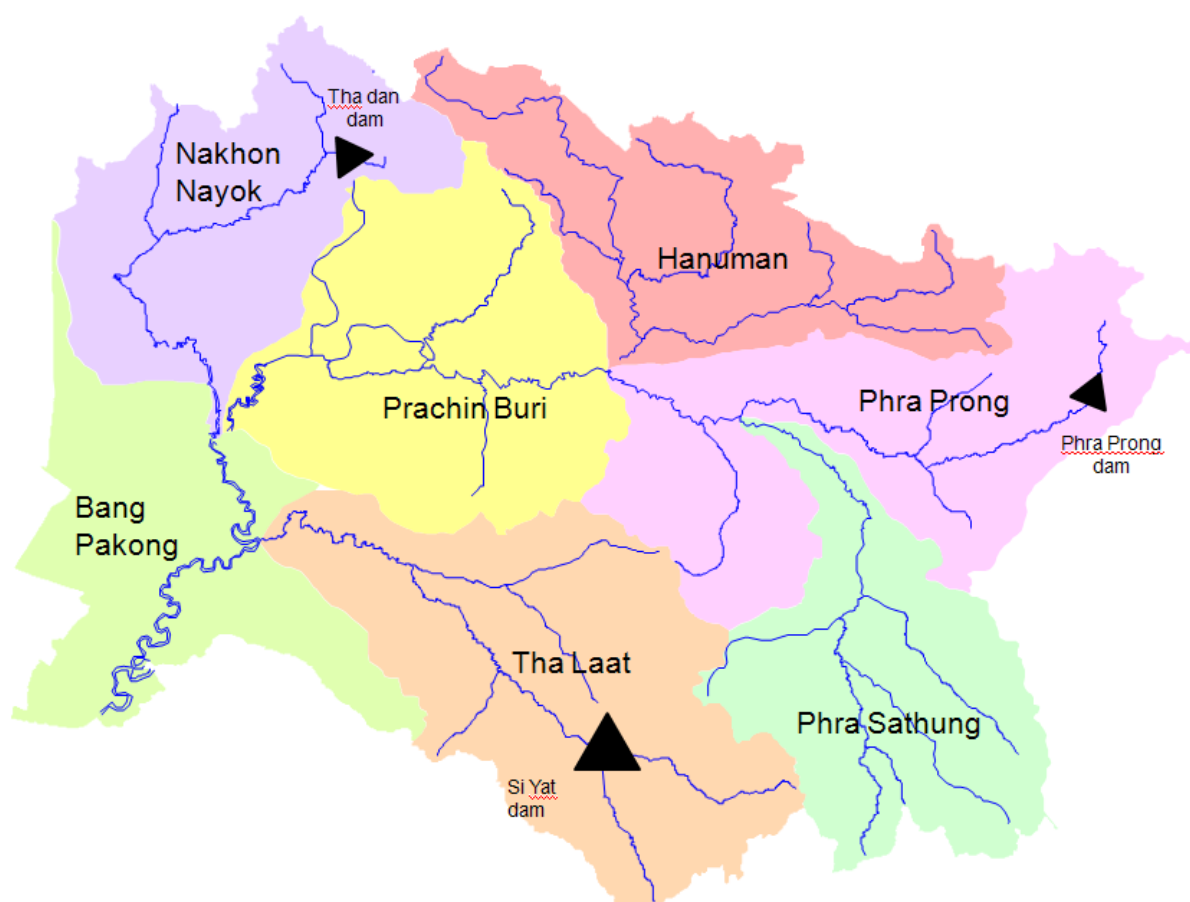 Tha dan
dam
Nakhon
Nayok
Hanuman
Prachin Buri
Phra Prong
Phra Prong
dam
Bang
Pakong
Tha Laat
Phra Sathung
Si Yat
dam